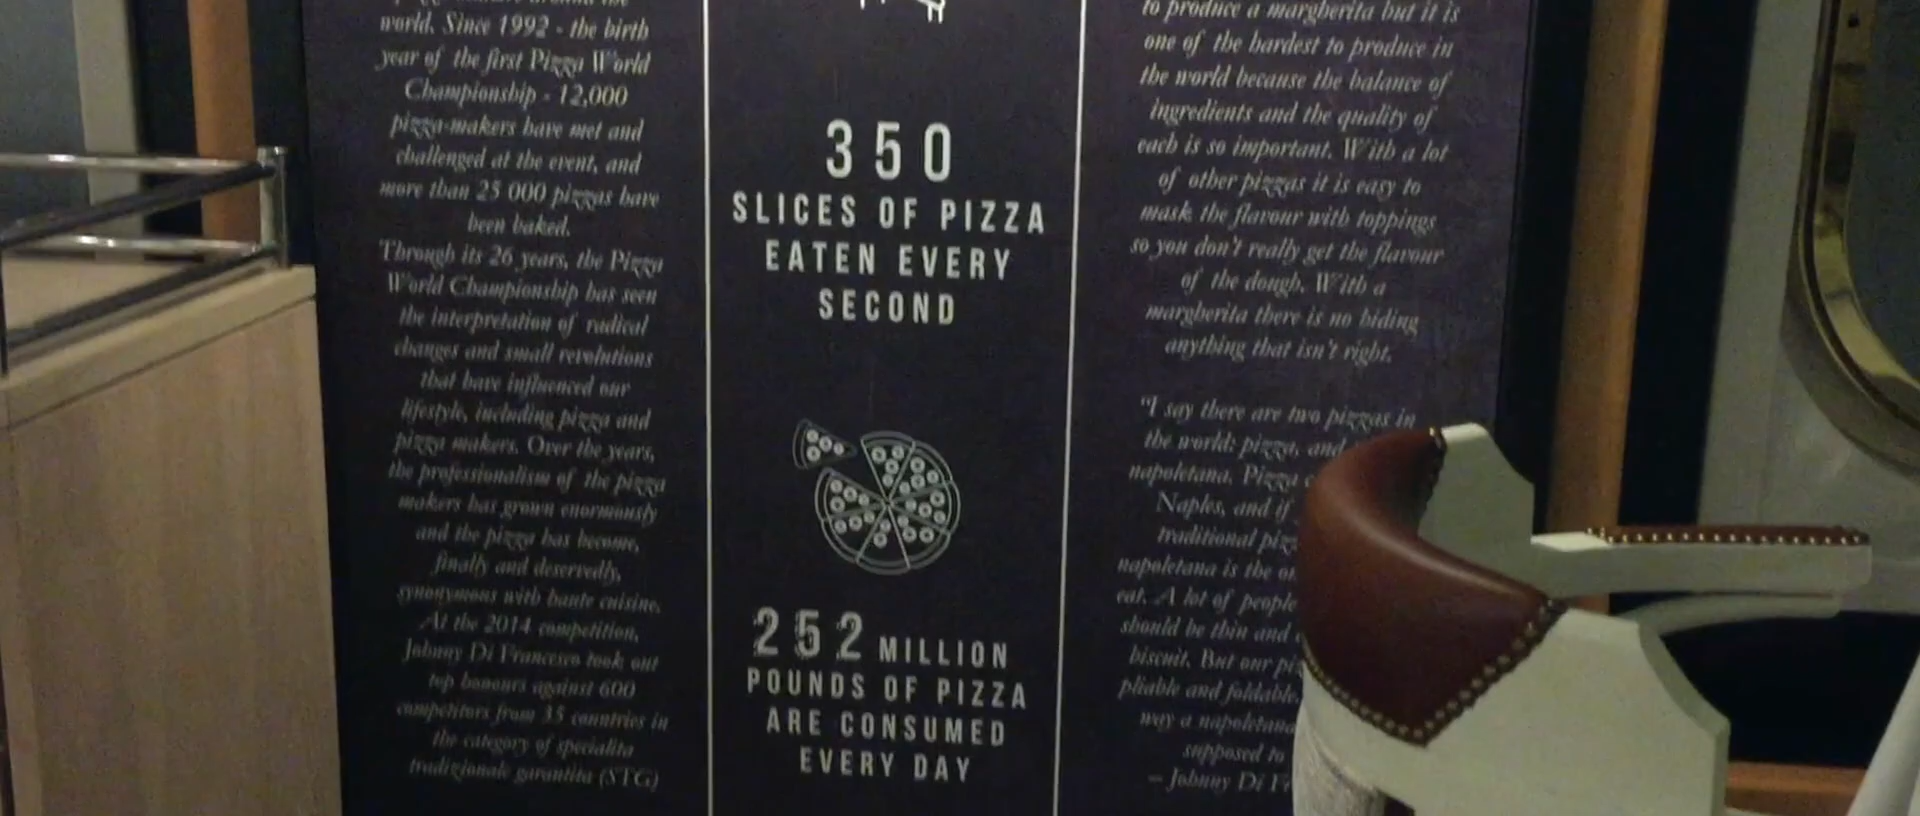 world. Since 1992 - the birth
year of the first Pizza World
Championship - 12,000
pizza-makers have met and
challenged at the event, and
more than 25 000 pizzas have
been baked.
Through its 26 years, the Pizza
World Championship has seen
the interpretation of radical
changes and small revolutions
that have influenced our
lifestyle, including pizza and
pizza makers. Over the years,
the professionalism of the pizza
makers has grown enormously
and the pizza has become,
finally and deservedly,
synonymous with haute cuisine.
At the 2014 competition,
Johnny Di Francesco took out
top honours against 600
competitors from 35 countries in
the category of specialita
tradizionale garantita (STG)
350
SLICES OF PIZZA
EATEN EVERY
SECOND
252 MILLION
POUNDS OF PIZZA
ARE CONSUMED
EVERY DAY
to produce a margherita but it is
one of the hardest to produce in
the world because the balance of
ingredients and the quality of
each is so important. With a lot
of other pizzas it is easy to
mask the flavour with toppings
so you don't really get the flavour
of the dough. With a
margherita there is no hiding
anything that isn't right.
"I say there are two pizzas in
the world: pizza, and
napoletana. Pizza
Naples, and if
traditional
napoletana is the
eat. A lot of people
should be thin and
biscuit. But our
pliable and foldable.
way a napoletana
supposed to
– Johnny Di